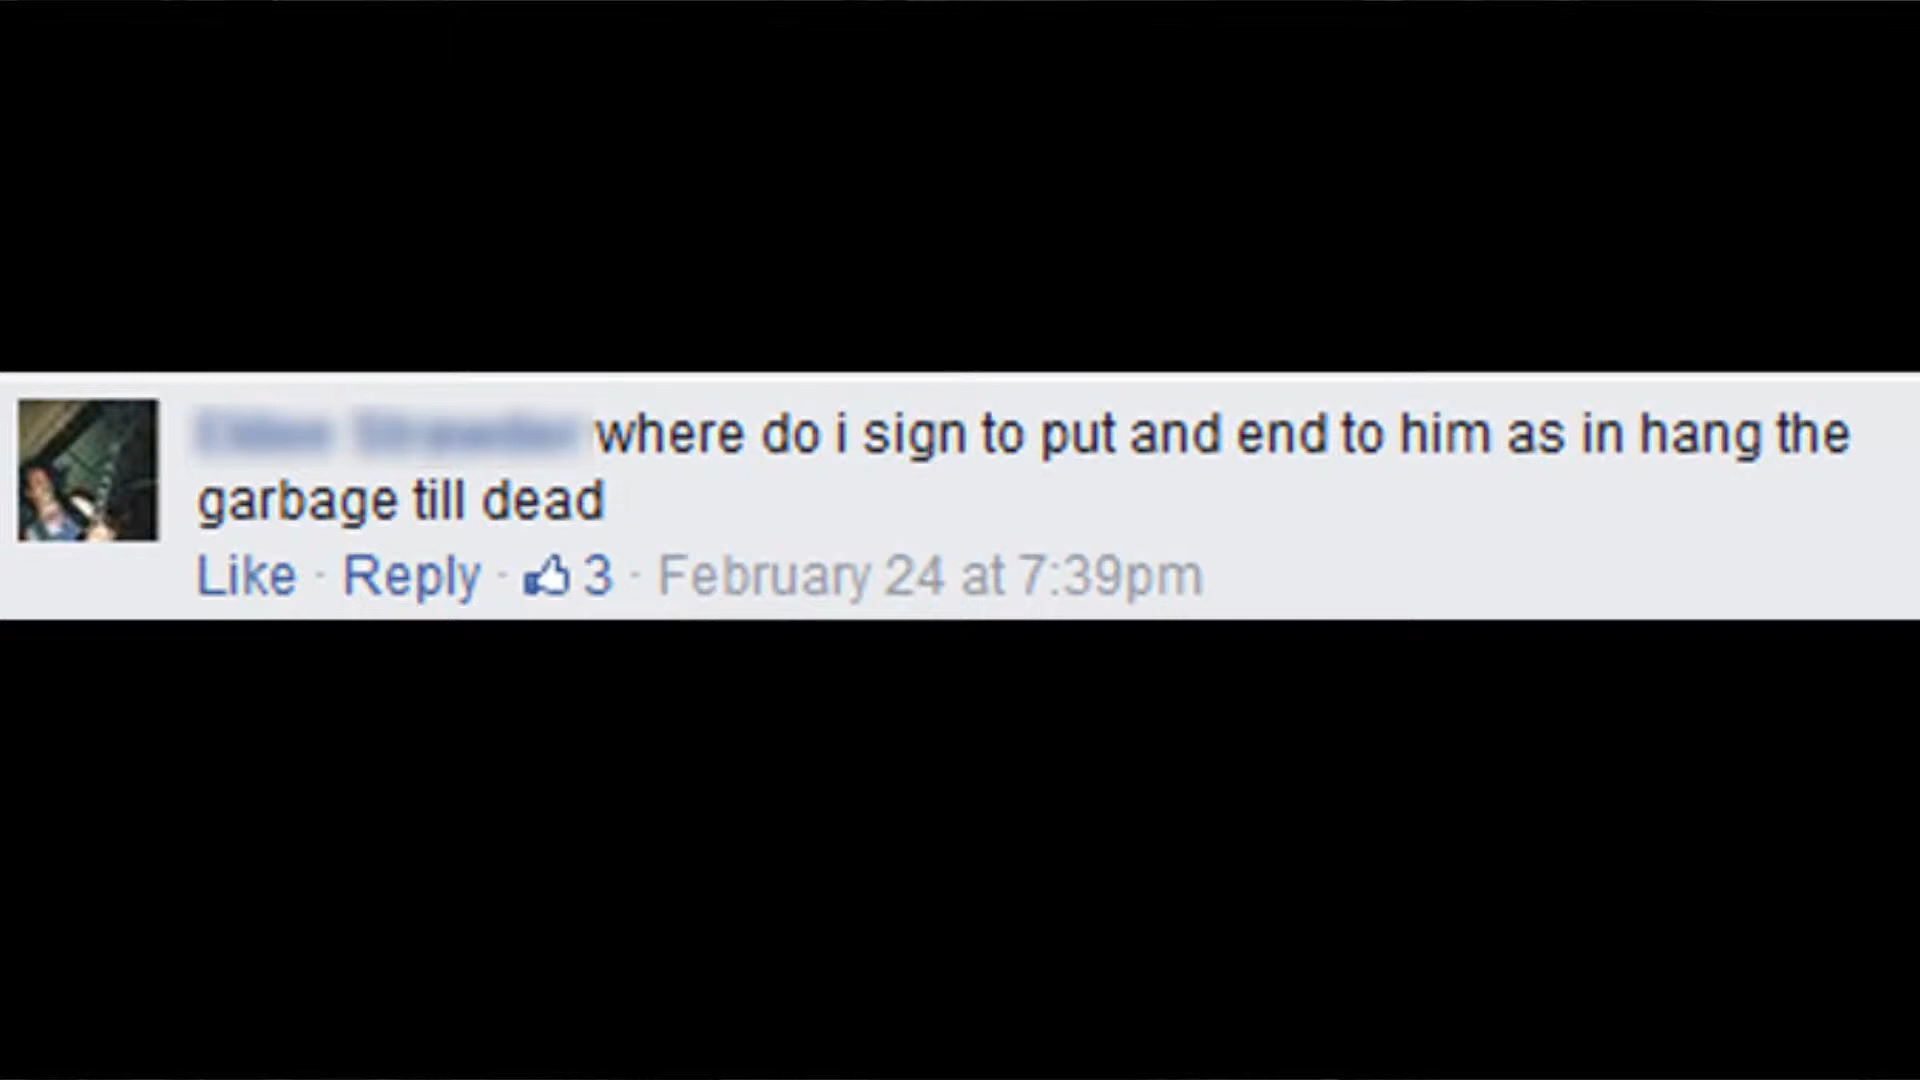 where do i sign to put and end to him as in hang the
garbage till dead
Like · Reply · 3 · February 24 at 7:39pm